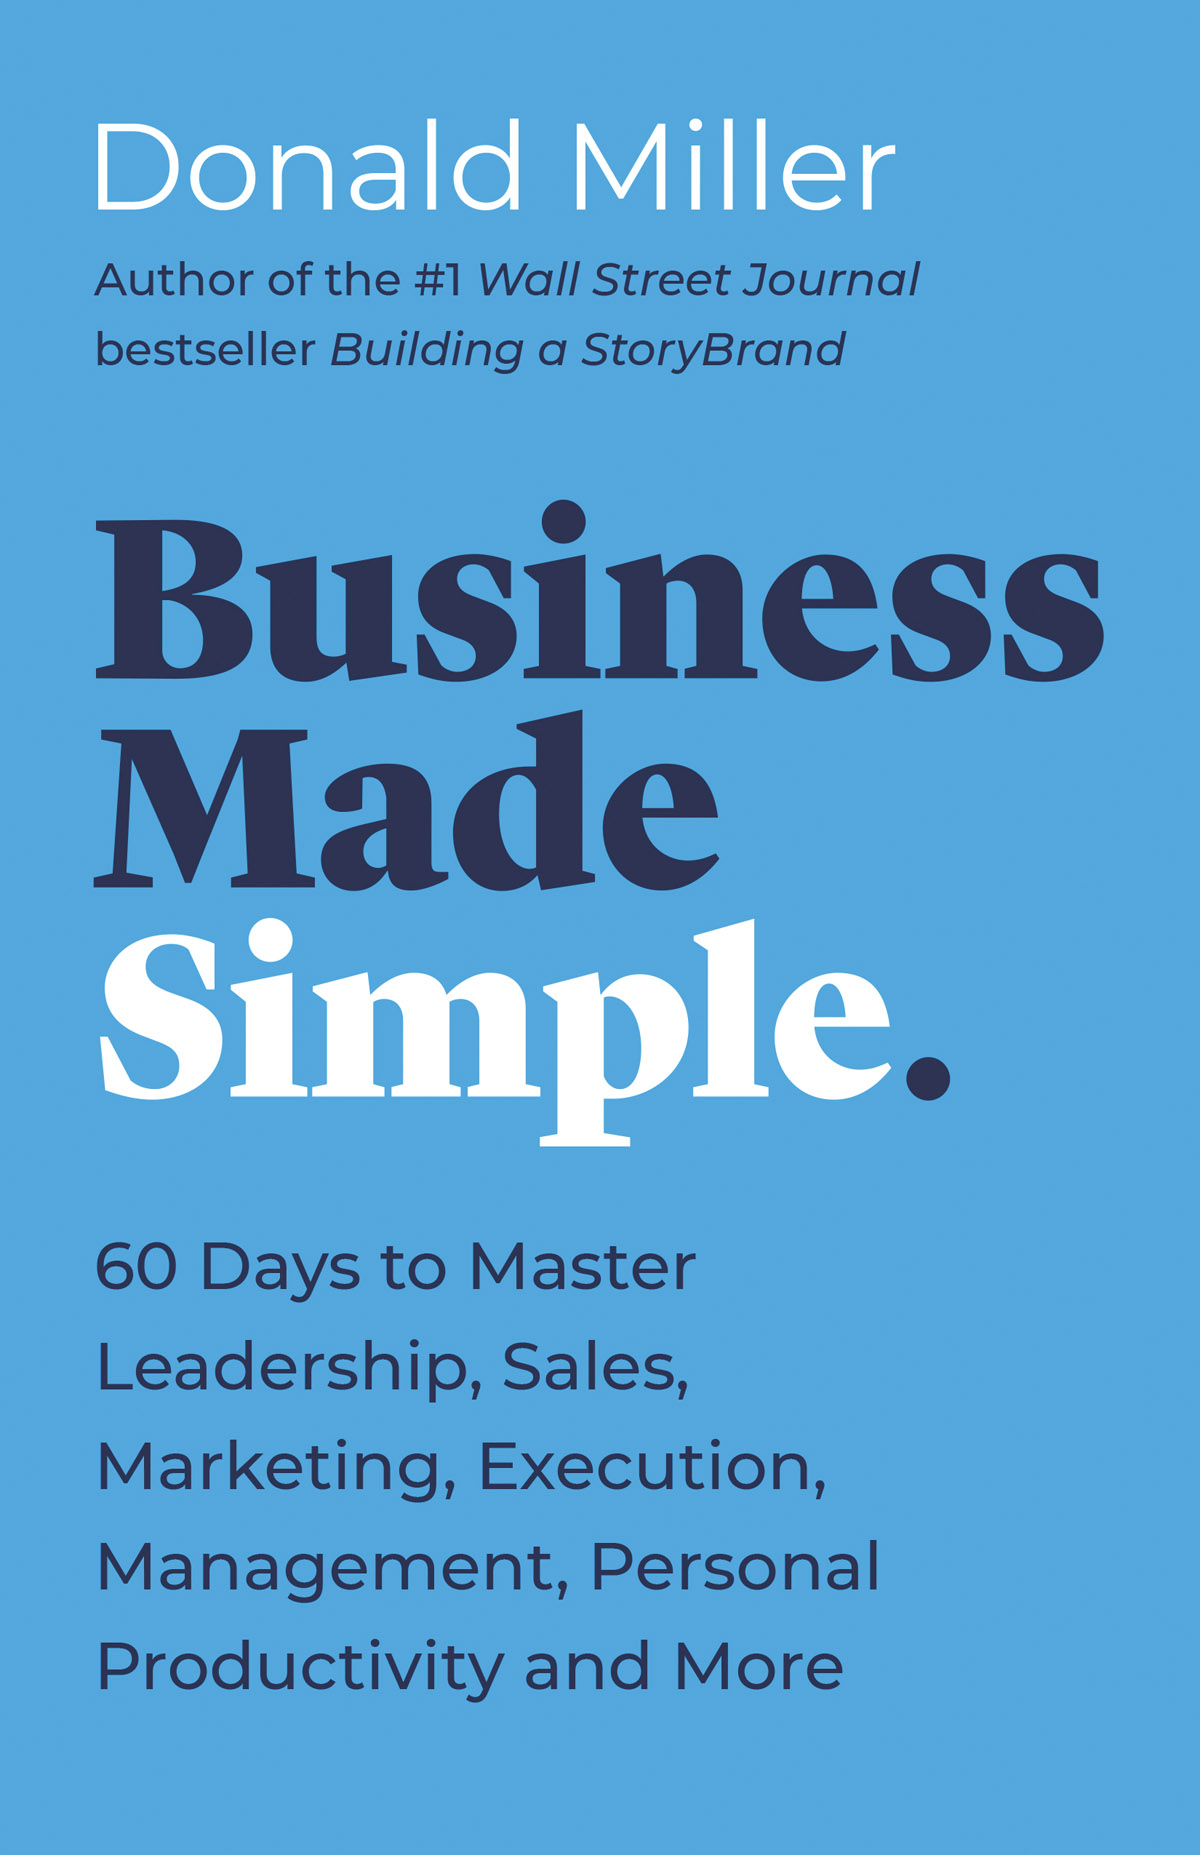 Donald Miller
Author of the #1 Wall Street Journal
bestseller Building a StoryBrand
Business
Made
Simple.
60 Days to Master
Leadership, Sales,
Marketing, Execution,
Management, Personal
Productivity and More